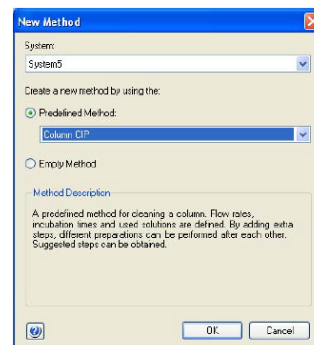 New Method
System:
System5
Create a new method by using the:
Predefined Method:
Column CIP
Empty Method
Method Description
A predefined method for cleaning a column. Flow rates,
incubation times and used solutions are defined. By adding extra
steps, different preparations can be performed after each other.
Suggested steps can be obtained.
OK
Cancel